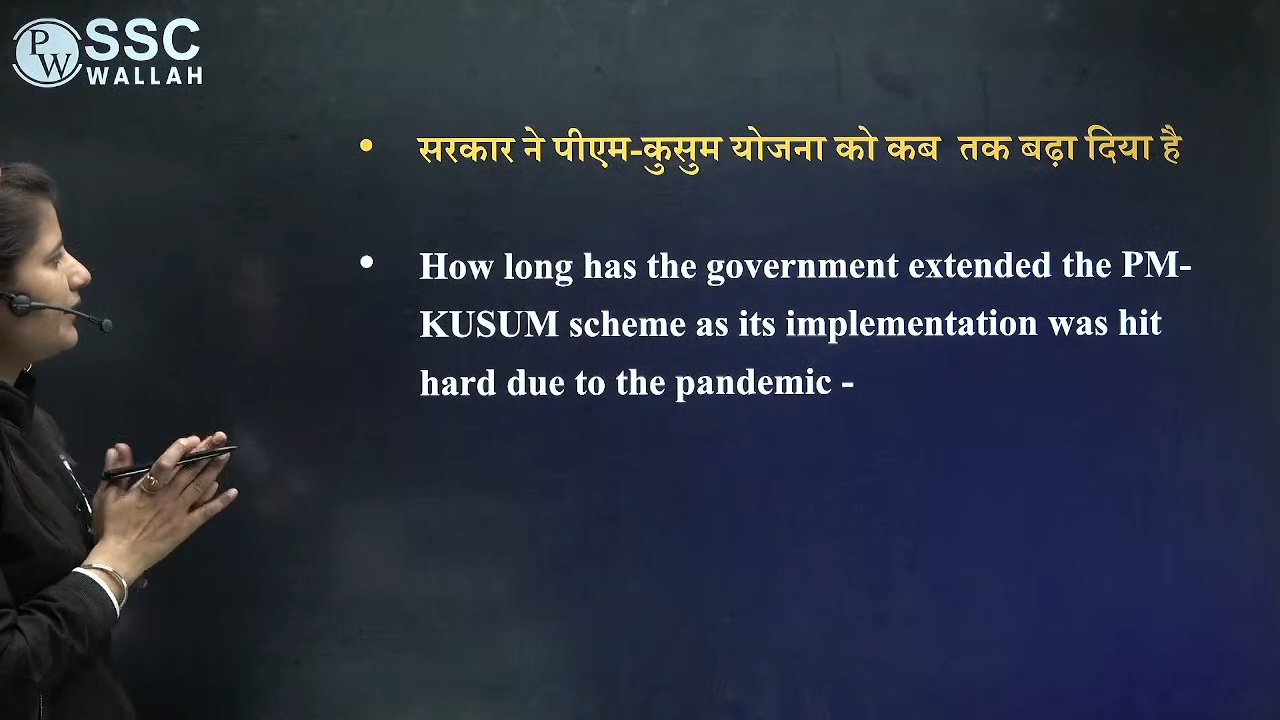 PW SSC
WALLAH
• सरकार ने पीएम-कुसुम योजना को कब तक बढ़ा दिया है
• How long has the government extended the PM-
KUSUM scheme as its implementation was hit
hard due to the pandemic -